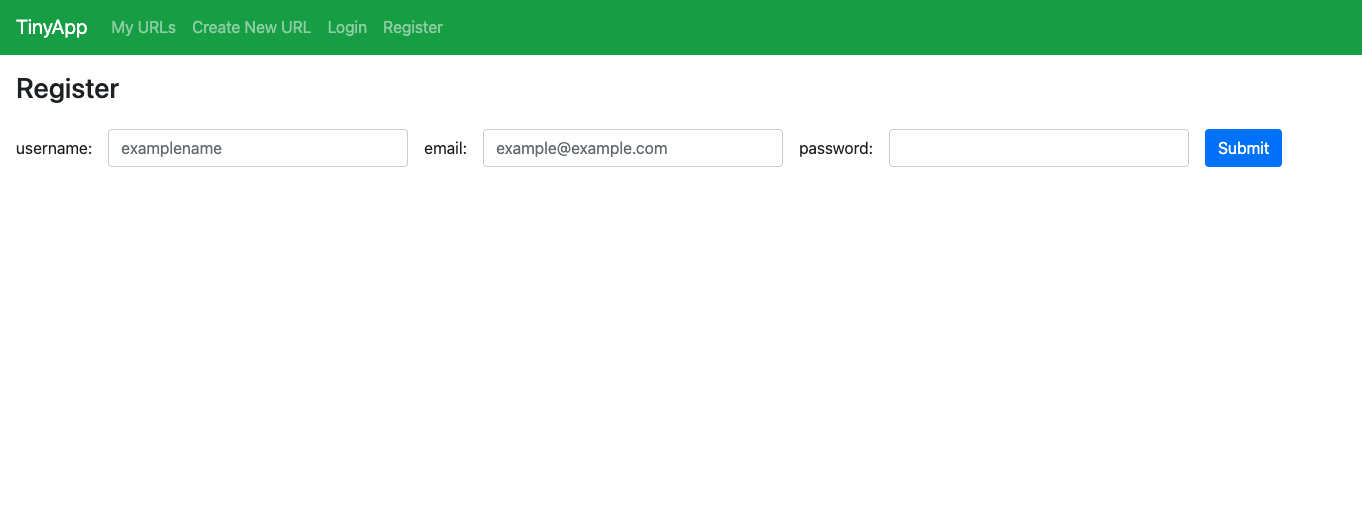 TinyApp My URLs Create New URL Login Register
Register
username: examplename email: example@example.com password: Submit